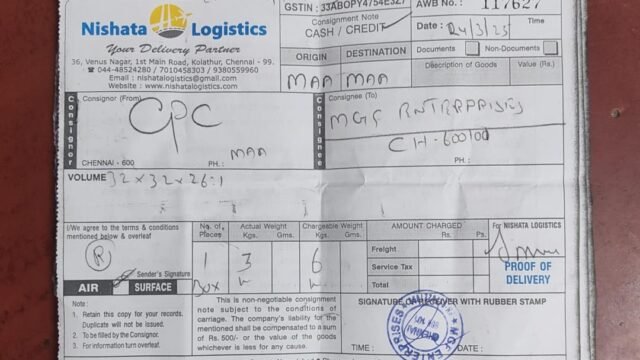 Nishata Logistics
Your Delivery Partner
36, Venus Nagar, 1st Main Road, Kolathur, Chennai - 99.
☎ 044-48524280 / 7010458303 / 9380559960
Email : nishatalogistics@gmail.com
Website : www.nishatalogistics.com
GSTIN : 33ABOPY4754E3Z7
Consignment Note
CASH / CREDIT
AWB No.: 117627
Date : 24/3/25 Time
ORIGIN DESTINATION
MAA MAA
Documents Non-Documents
Description of Goods Value (Rs.)
Consignor
Consignor (From)
CPC
CHENNAI - 600 PH. : MAA
Consignee
Consignee (To)
MGF ENTERPRISES
CH-600100
PH. :
VOLUME 32 x 32 x 26:1
I/We agree to the terms & conditions
mentioned below & overleaf
R
Sender's Signature
AIR SURFACE
No. of Pieces
1
Box
Actual Weight
Kgs. Gms.
3
Chargeable Weight
Kgs. Gms.
6
AMOUNT CHARGED
Rs. Ps.
Freight
Service Tax
Total
For NISHATA LOGISTICS
PROOF OF
DELIVERY
Note :
1. Retain this copy for your records.
Duplicate will not be issued.
2. To be filled by the Consignor.
3. For information turn overleaf.
This is non-negotiable consignment
note subject to the conditions of
carriage. The company's liability for
the mentioned shall be compensated to a sum
of Rs. 500/- or the value of the goods
whichever is less for any cause.
SIGNATURE OF RECEIVER WITH RUBBER STAMP
TIME : PH. :